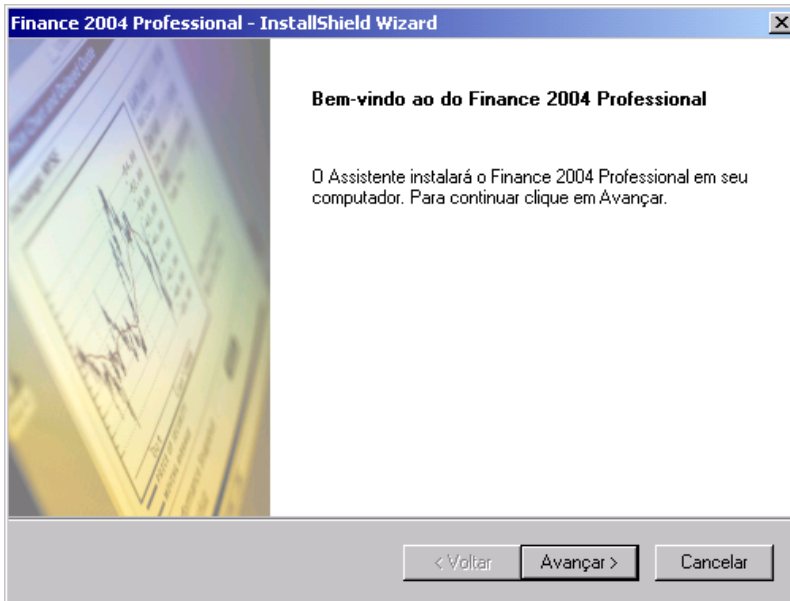 Finance 2004 Professional - InstallShield Wizard
Bem-vindo ao do Finance 2004 Professional
O Assistente instalará o Finance 2004 Professional em seu
computador. Para continuar clique em Avançar.
< Voltar
Avançar >
Cancelar